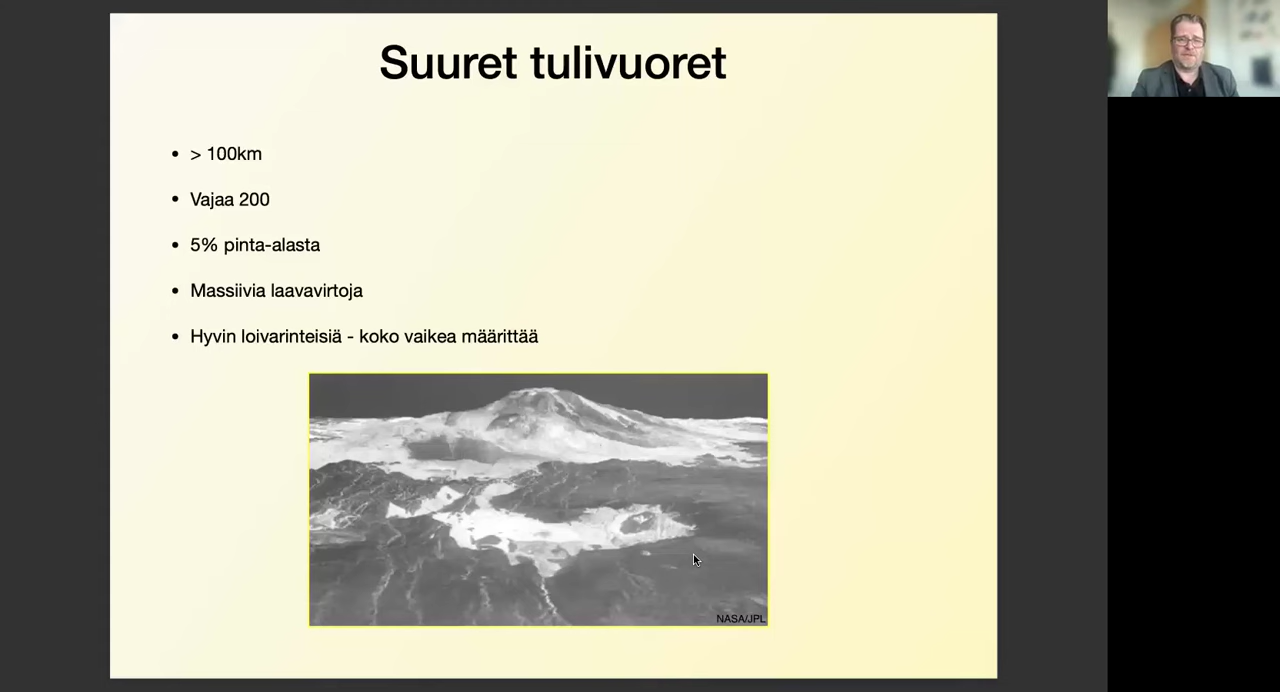 Suuret tulivuoret
• > 100km
• Vajaa 200
• 5% pinta-alasta
• Massiivia laavavirtoja
• Hyvin loivarinteisiä - koko vaikea määrittää
NASA/JPL